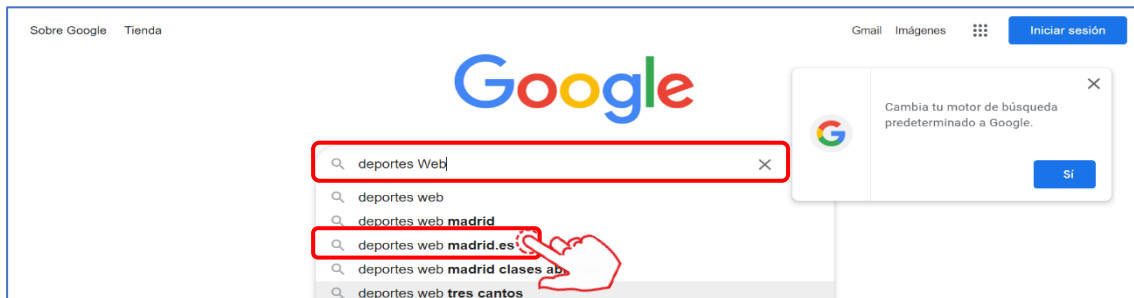 Sobre Google Tienda Gmail Imágenes Iniciar sesión
Google
Cambia tu motor de búsqueda
predeterminado a Google.
Sí
deportes Web
deportes web
deportes web madrid
deportes web madrid.es
deportes web madrid clases
deportes web tres cantos